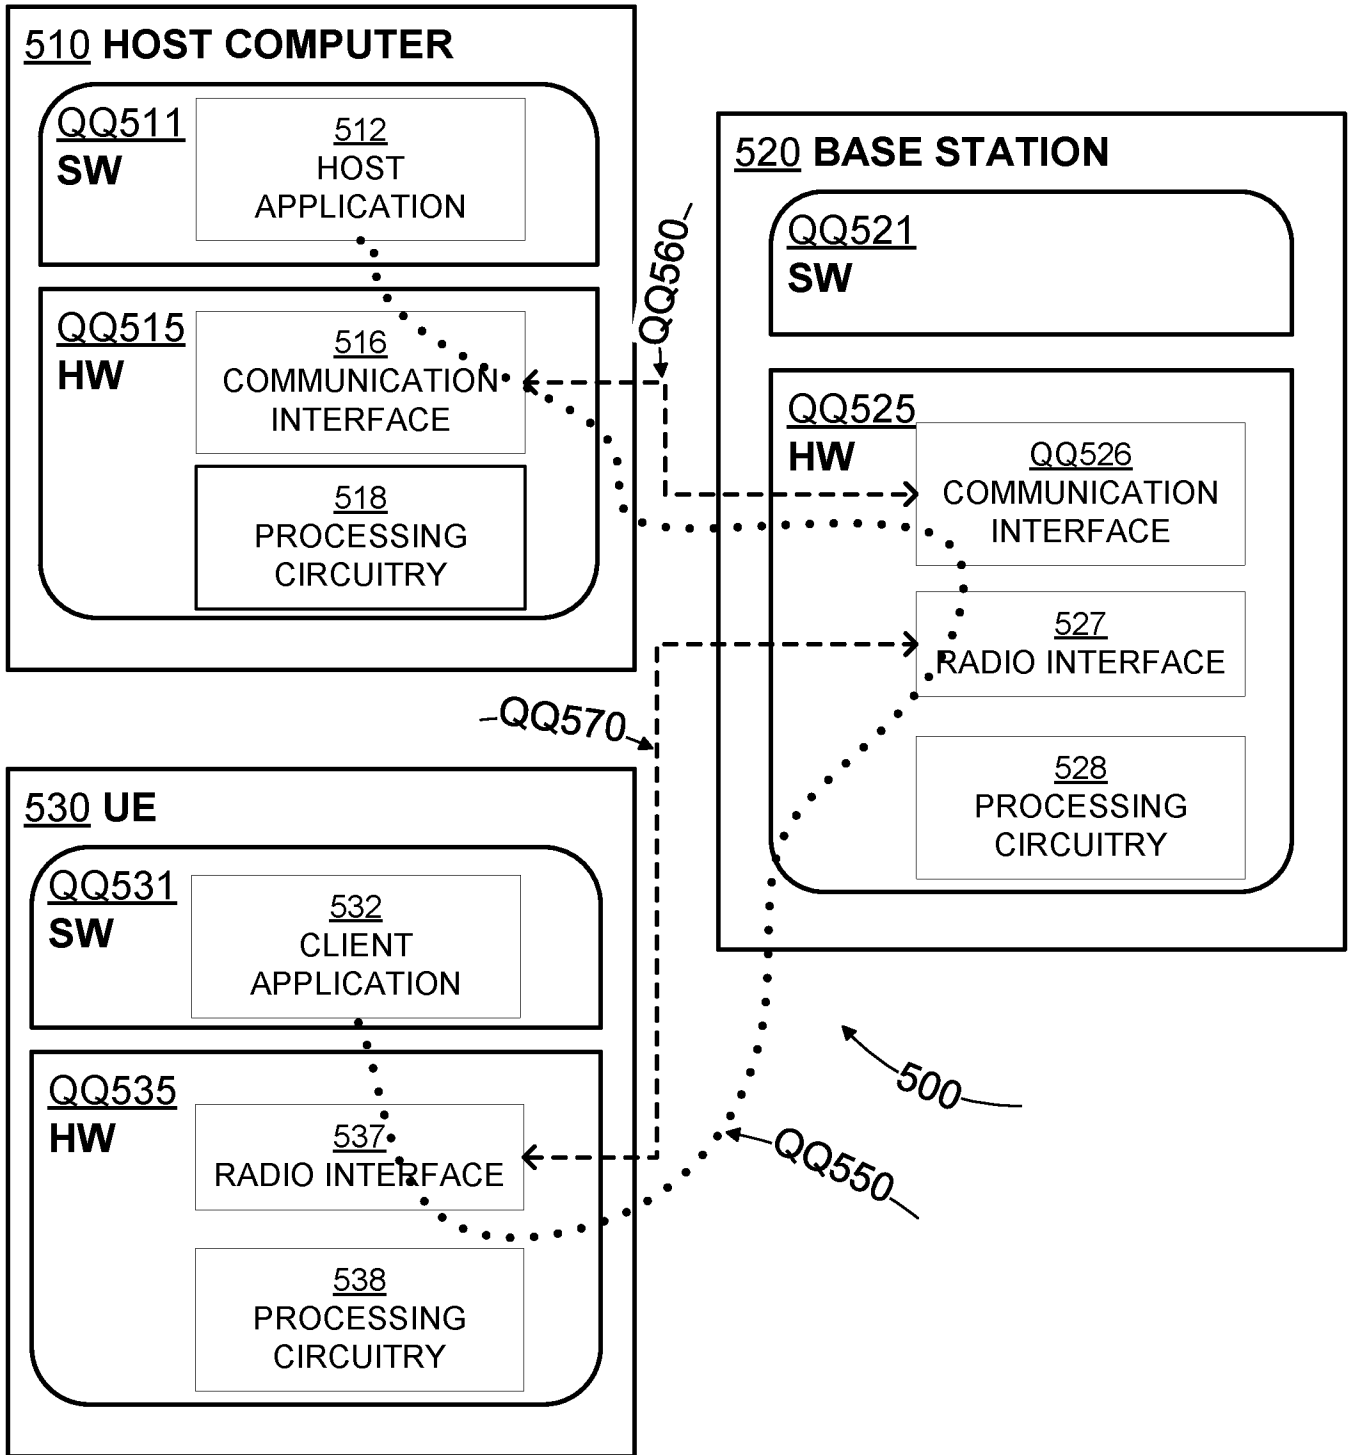 510 HOST COMPUTER
QQ511
SW
512
HOST
APPLICATION
QQ515
HW
516
COMMUNICATION
INTERFACE
518
PROCESSING
CIRCUITRY
QQ560
520 BASE STATION
QQ521
SW
QQ525
HW
QQ526
COMMUNICATION
INTERFACE
527
RADIO INTERFACE
528
PROCESSING
CIRCUITRY
QQ570
530 UE
QQ531
SW
532
CLIENT
APPLICATION
QQ535
HW
537
RADIO INTERFACE
538
PROCESSING
CIRCUITRY
500
QQ550